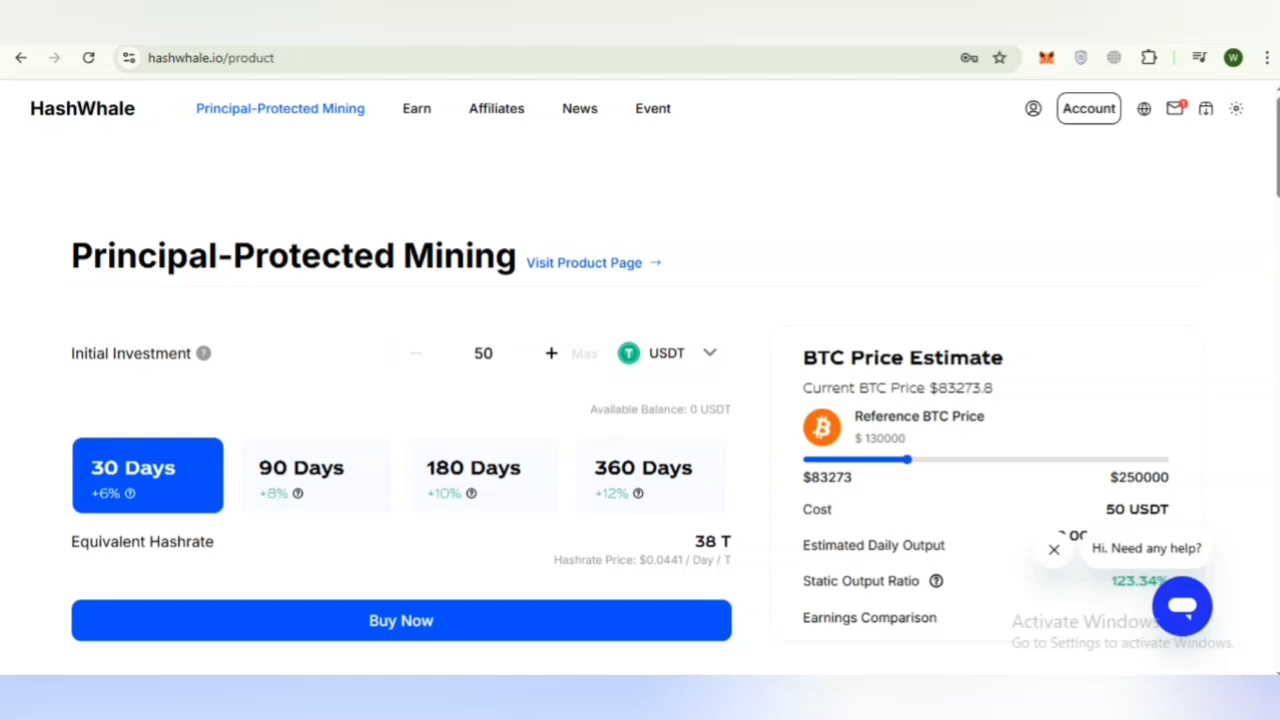 hashwhale.io/product
W
HashWhale
Principal-Protected Mining
Earn
Affiliates
News
Event
Account
Principal-Protected Mining
Visit Product Page →
Initial Investment ?
− 50 + Max USDT
Available Balance: 0 USDT
30 Days
+6%
90 Days
+8%
180 Days
+10%
360 Days
+12%
Equivalent Hashrate
38 T
Hashrate Price: $0.0441 / Day / T
Buy Now
BTC Price Estimate
Current BTC Price $83273.8
Reference BTC Price
$ 130000
$83273
$250000
Cost
50 USDT
Estimated Daily Output
Hi. Need any help?
Static Output Ratio ?
123.34%
Earnings Comparison
Activate Windows
Go to Settings to activate Windows.